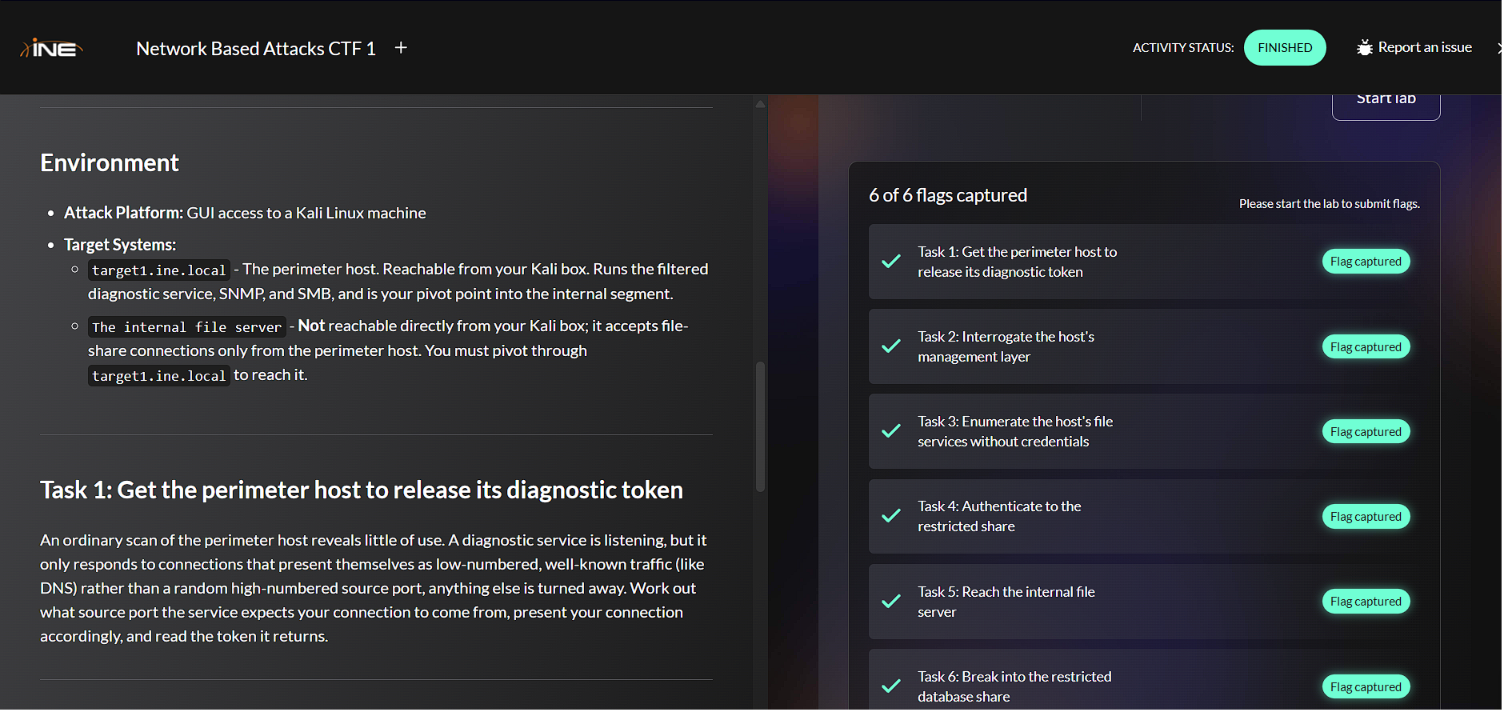 INE
Network Based Attacks CTF 1 +
ACTIVITY STATUS:
FINISHED
Report an issue
Environment
• Attack Platform: GUI access to a Kali Linux machine
• Target Systems:
○ target1.ine.local - The perimeter host. Reachable from your Kali box. Runs the filtered
diagnostic service, SNMP, and SMB, and is your pivot point into the internal segment.
○ The internal file server - Not reachable directly from your Kali box; it accepts file-
share connections only from the perimeter host. You must pivot through
target1.ine.local to reach it.
Task 1: Get the perimeter host to release its diagnostic token
An ordinary scan of the perimeter host reveals little of use. A diagnostic service is listening, but it
only responds to connections that present themselves as low-numbered, well-known traffic (like
DNS) rather than a random high-numbered source port, anything else is turned away. Work out
what source port the service expects your connection to come from, present your connection
accordingly, and read the token it returns.
Start lab
6 of 6 flags captured
Please start the lab to submit flags.
Task 1: Get the perimeter host to
release its diagnostic token
Flag captured
Task 2: Interrogate the host's
management layer
Flag captured
Task 3: Enumerate the host's file
services without credentials
Flag captured
Task 4: Authenticate to the
restricted share
Flag captured
Task 5: Reach the internal file
server
Flag captured
Task 6: Break into the restricted
database share
Flag captured